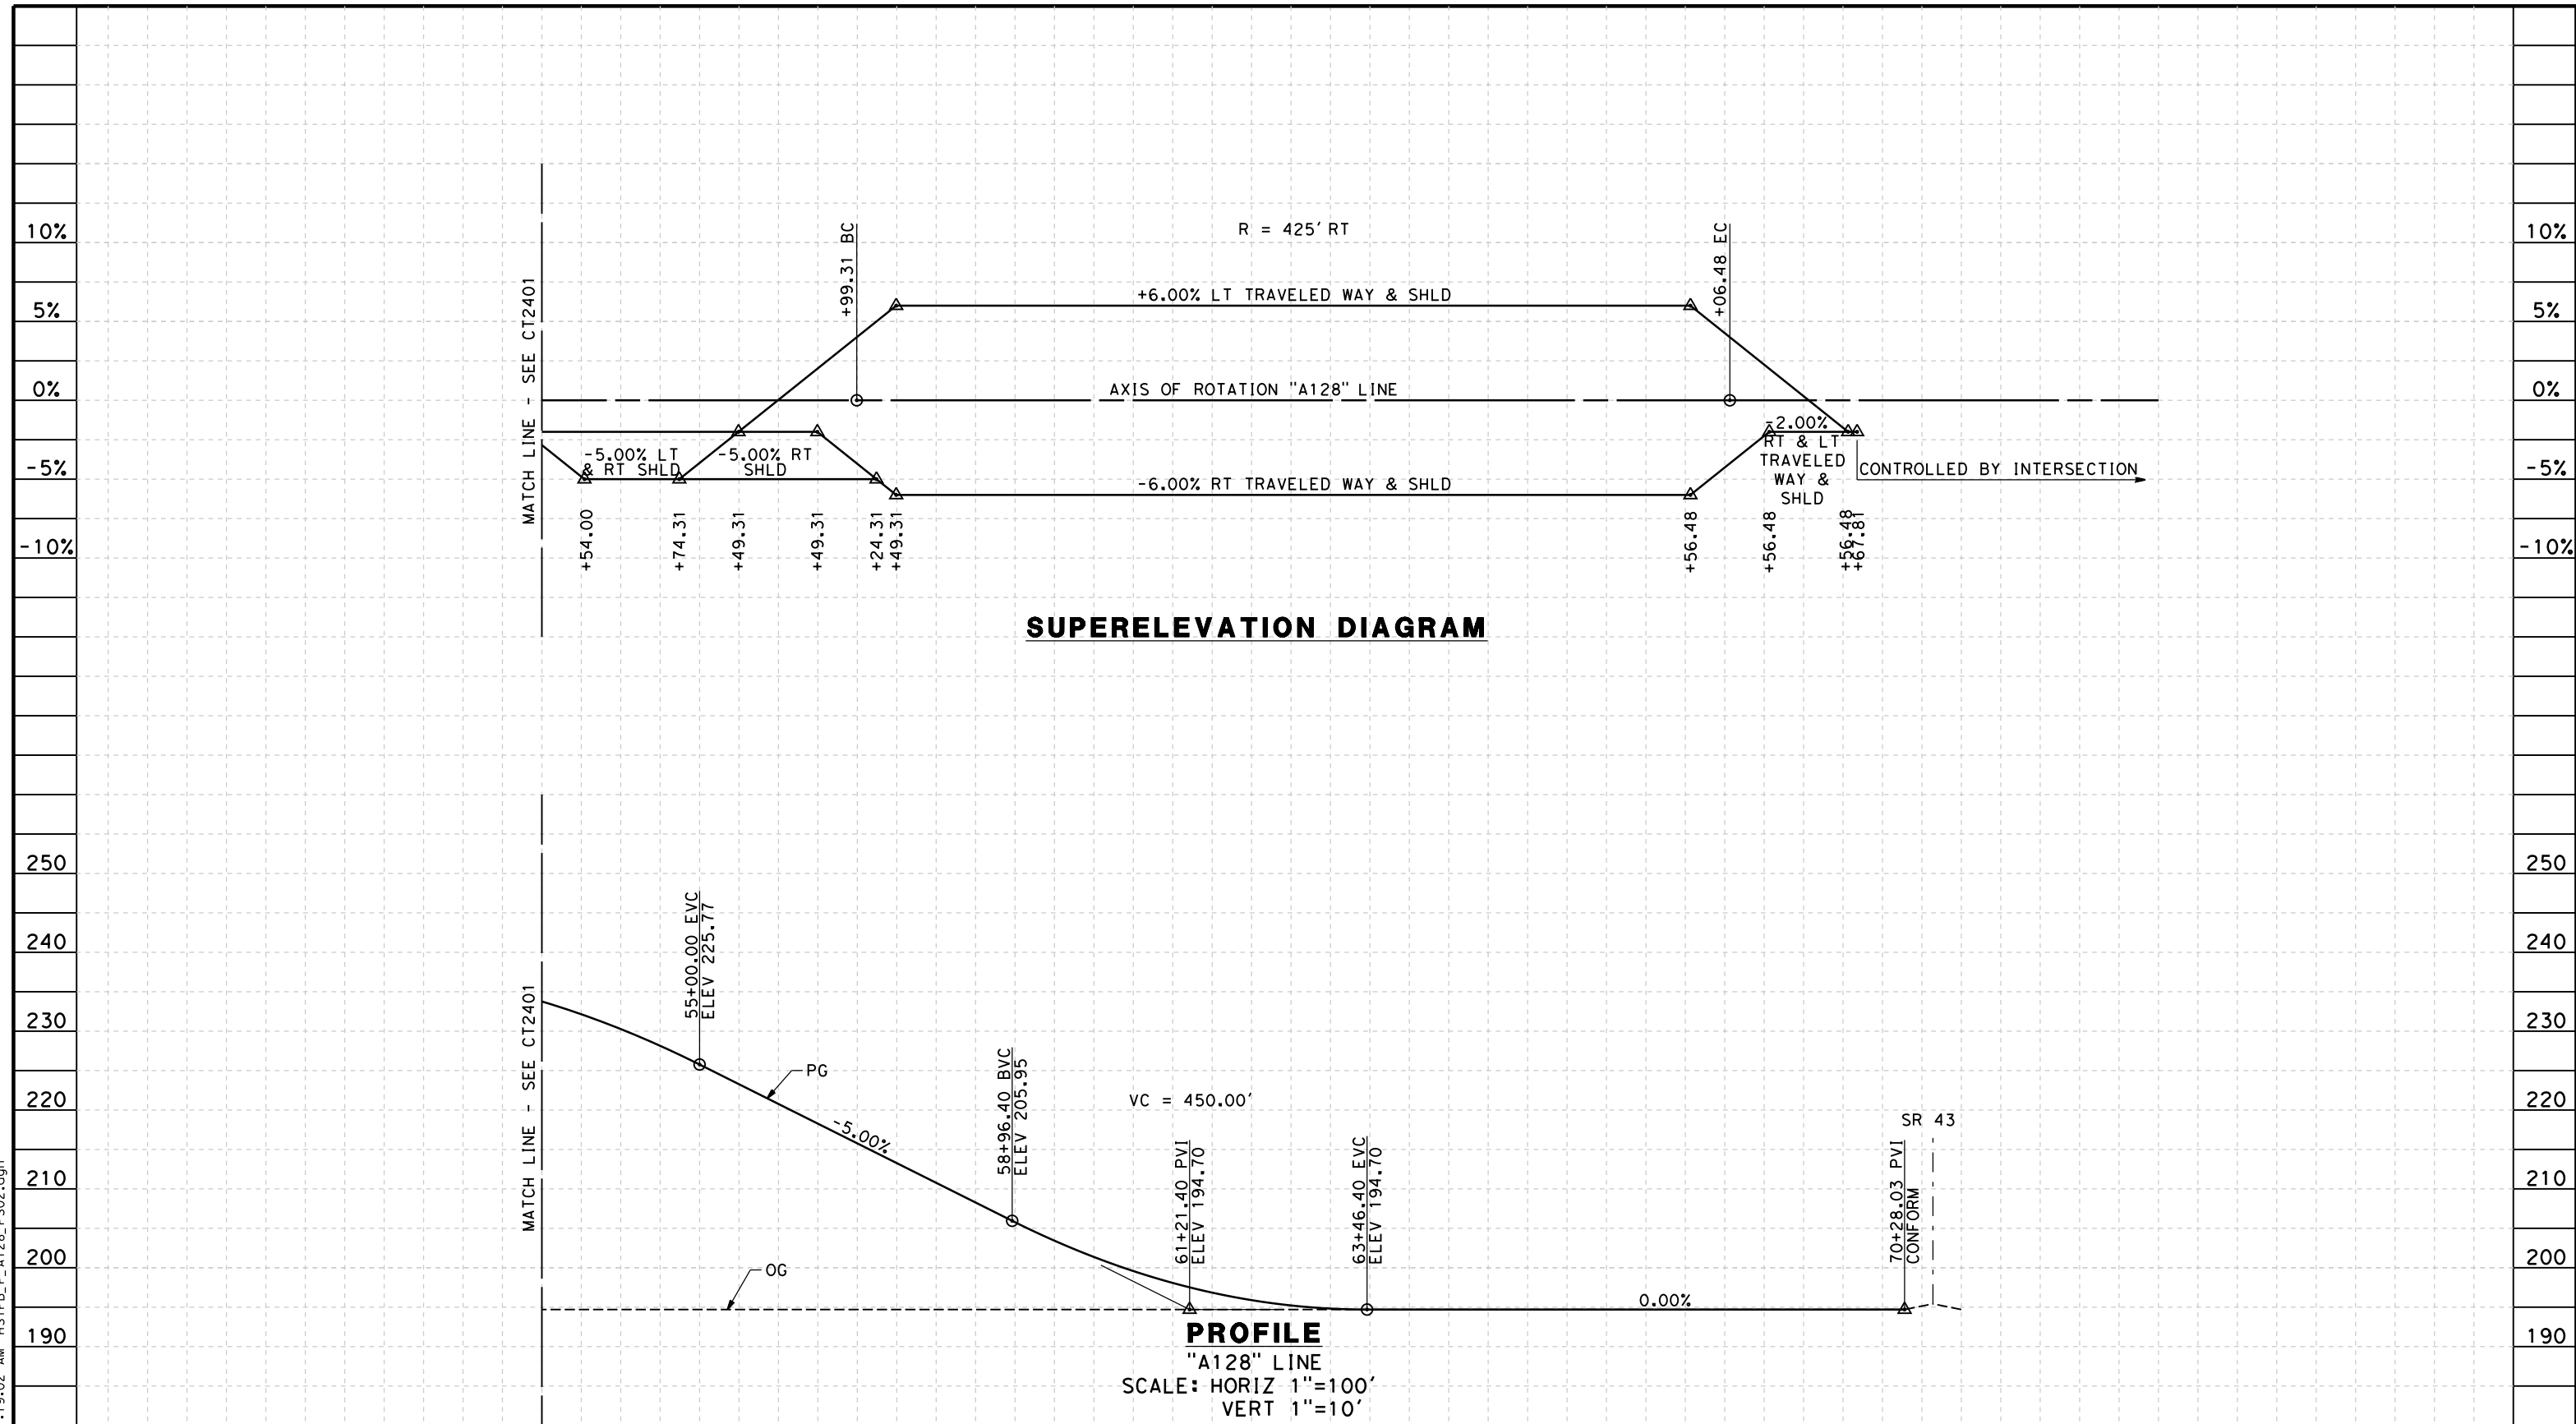 10%
5%
0%
-5%
-10%
250
240
230
220
210
200
190
10%
5%
0%
-5%
-10%
250
240
230
220
210
200
190
MATCH LINE - SEE CT2401
+99.31 BC
R = 425' RT
+06.48 EC
+6.00% LT TRAVELED WAY & SHLD
AXIS OF ROTATION "A128" LINE
-5.00% LT
& RT SHLD
-5.00% RT
SHLD
-6.00% RT TRAVELED WAY & SHLD
-2.00%
RT & LT
TRAVELED
WAY &
SHLD
CONTROLLED BY INTERSECTION
+54.00
+74.31
+49.31
+49.31
+24.31
+49.31
+56.48
+56.48
+56.48
+67.81
SUPERELEVATION DIAGRAM
MATCH LINE - SEE CT2401
55+00.00 EVC
ELEV 225.77
PG
-5.00%
58+96.40 BVC
ELEV 205.95
VC = 450.00'
61+21.40 PVI
ELEV 194.70
63+46.40 EVC
ELEV 194.70
0.00%
70+28.03 PVI
CONFORM
SR 43
OG
PROFILE
"A128" LINE
SCALE: HORIZ 1"=100'
VERT 1"=10'